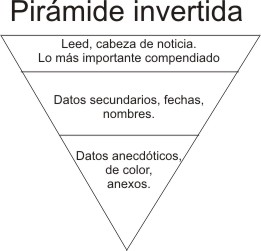 Pirámide invertida
Leed, cabeza de noticia.
Lo más importante compendiado
Datos secundarios, fechas,
nombres.
Datos anecdóticos,
de color,
anexos.